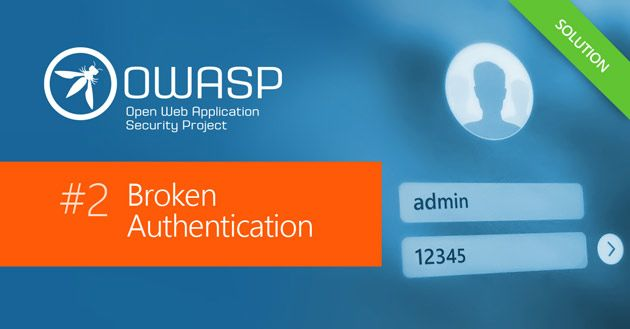 SOLUTION
OWASP
Open Web Application
Security Project
#2 Broken
Authentication
admin
12345